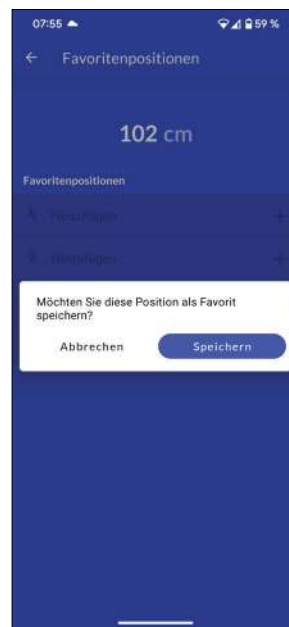 07:55 59 %
Favoritenpositionen
102 cm
Favoritenpositionen
Hinzufügen
Hinzufügen
Möchten Sie diese Position als Favorit
speichern?
Abbrechen Speichern